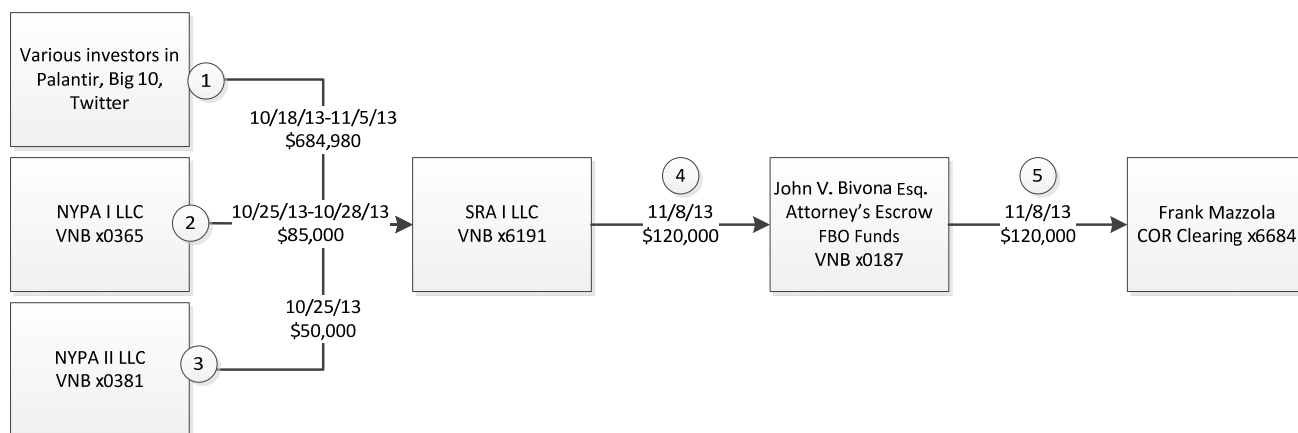 Various investors in
Palantir, Big 10,
Twitter
1
10/18/13-11/5/13
$684,980
NYPA I LLC
VNB x0365
2
10/25/13-10/28/13
$85,000
NYPA II LLC
VNB x0381
3
10/25/13
$50,000
SRA I LLC
VNB x6191
4
11/8/13
$120,000
John V. Bivona Esq.
Attorney’s Escrow
FBO Funds
VNB x0187
5
11/8/13
$120,000
Frank Mazzola
COR Clearing x6684